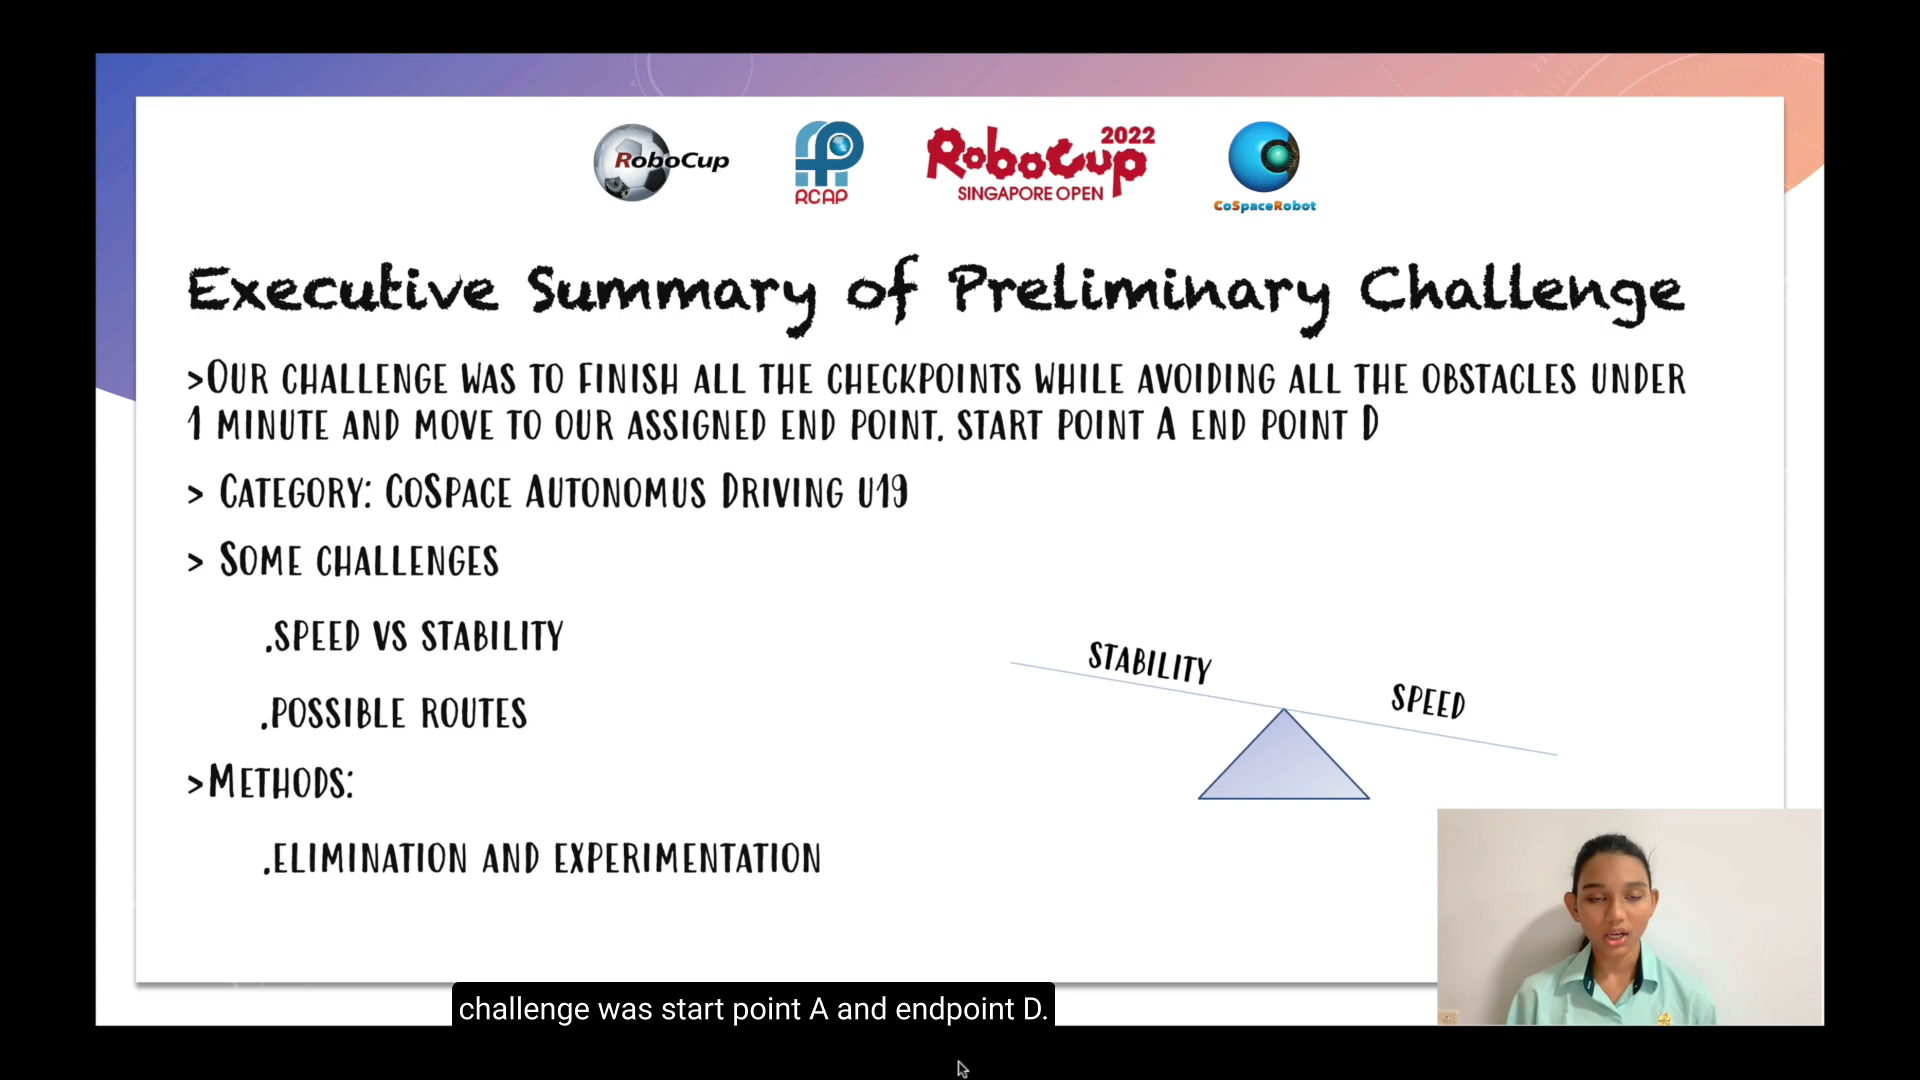 RoboCup
RCAP
RoboCup 2022
SINGAPORE OPEN
CoSpaceRobot
Executive Summary of Preliminary Challenge
>OUR CHALLENGE WAS TO FINISH ALL THE CHECKPOINTS WHILE AVOIDING ALL THE OBSTACLES UNDER
1 MINUTE AND MOVE TO OUR ASSIGNED END POINT. START POINT A END POINT D
> CATEGORY: COSPACE AUTONOMUS DRIVING U19
> SOME CHALLENGES
.SPEED VS STABILITY
.POSSIBLE ROUTES
>METHODS:
.ELIMINATION AND EXPERIMENTATION
STABILITY
SPEED
challenge was start point A and endpoint D.